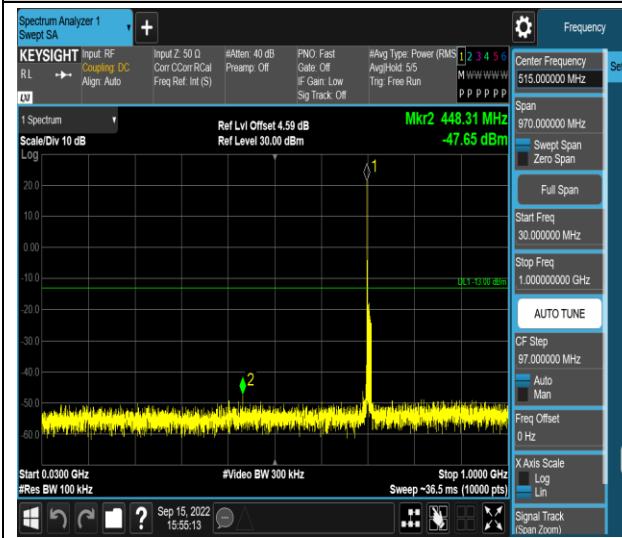 Spectrum Analyzer 1
Swept SA
+
Frequency
KEYSIGHT
RL
LXI
Input: RF
Coupling: DC
Align: Auto
Input Z: 50 Ω
Corr CCorr RCal
Freq Ref: Int (S)
#Atten: 40 dB
Preamp: Off
PNO: Fast
Gate: Off
IF Gain: Low
Sig Track: Off
#Avg Type: Power (RMS
Avg|Hold: 5/5
Trig: Free Run
1 2 3 4 5 6
M W W W W W
P P P P P P
1 Spectrum
Scale/Div 10 dB
Ref Lvl Offset 4.59 dB
Ref Level 30.00 dBm
Mkr2 448.31 MHz
-47.65 dBm
Log
20.0
10.0
0.00
-10.0
-20.0
-30.0
-40.0
-50.0
-60.0
1
2
DL1 -13.00 dBm
Start 0.0300 GHz
#Res BW 100 kHz
#Video BW 300 kHz
Stop 1.0000 GHz
Sweep ~36.5 ms (10000 pts)
?
Sep 15, 2022
15:55:13
Center Frequency
515.000000 MHz
Span
970.000000 MHz
Swept Span
Zero Span
Full Span
Start Freq
30.000000 MHz
Stop Freq
1.00000000 GHz
AUTO TUNE
CF Step
97.000000 MHz
Auto
Man
Freq Offset
0 Hz
X Axis Scale
Log
Lin
Signal Track
(Span Zoom)
Set